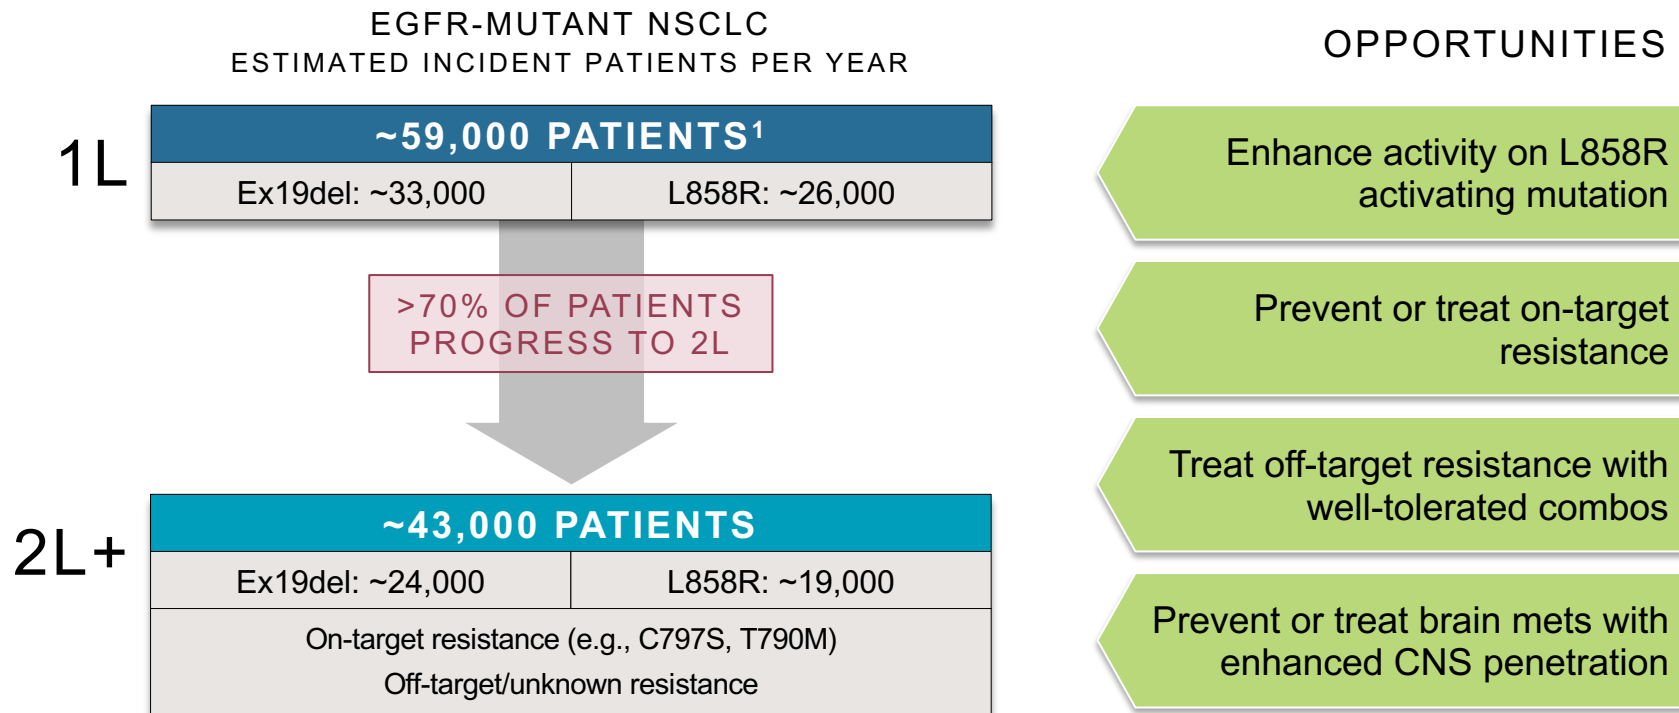 EGFR-MUTANT NSCLC
ESTIMATED INCIDENT PATIENTS PER YEAR
OPPORTUNITIES
1L
~59,000 PATIENTS¹
Ex19del: ~33,000
L858R: ~26,000
>70% OF PATIENTS
PROGRESS TO 2L
2L+
~43,000 PATIENTS
Ex19del: ~24,000
L858R: ~19,000
On-target resistance (e.g., C797S, T790M)
Off-target/unknown resistance
Enhance activity on L858R
activating mutation
Prevent or treat on-target
resistance
Treat off-target resistance with
well-tolerated combos
Prevent or treat brain mets with
enhanced CNS penetration